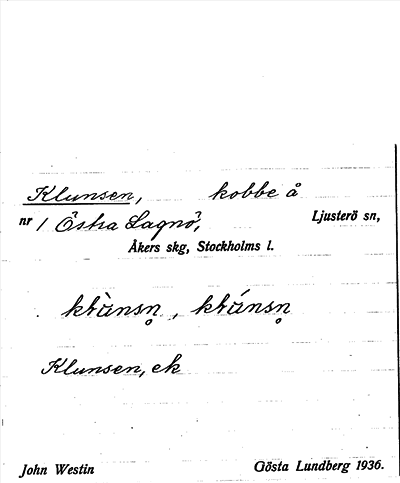 Klunsen, kobbe å
nr 1 Östra Lagnö, Ljusterö sn,
Åkers skg, Stockholms l.
klùnsn̥, klúnsn̥
Klunsen, ek
John Westin Gösta Lundberg 1936.